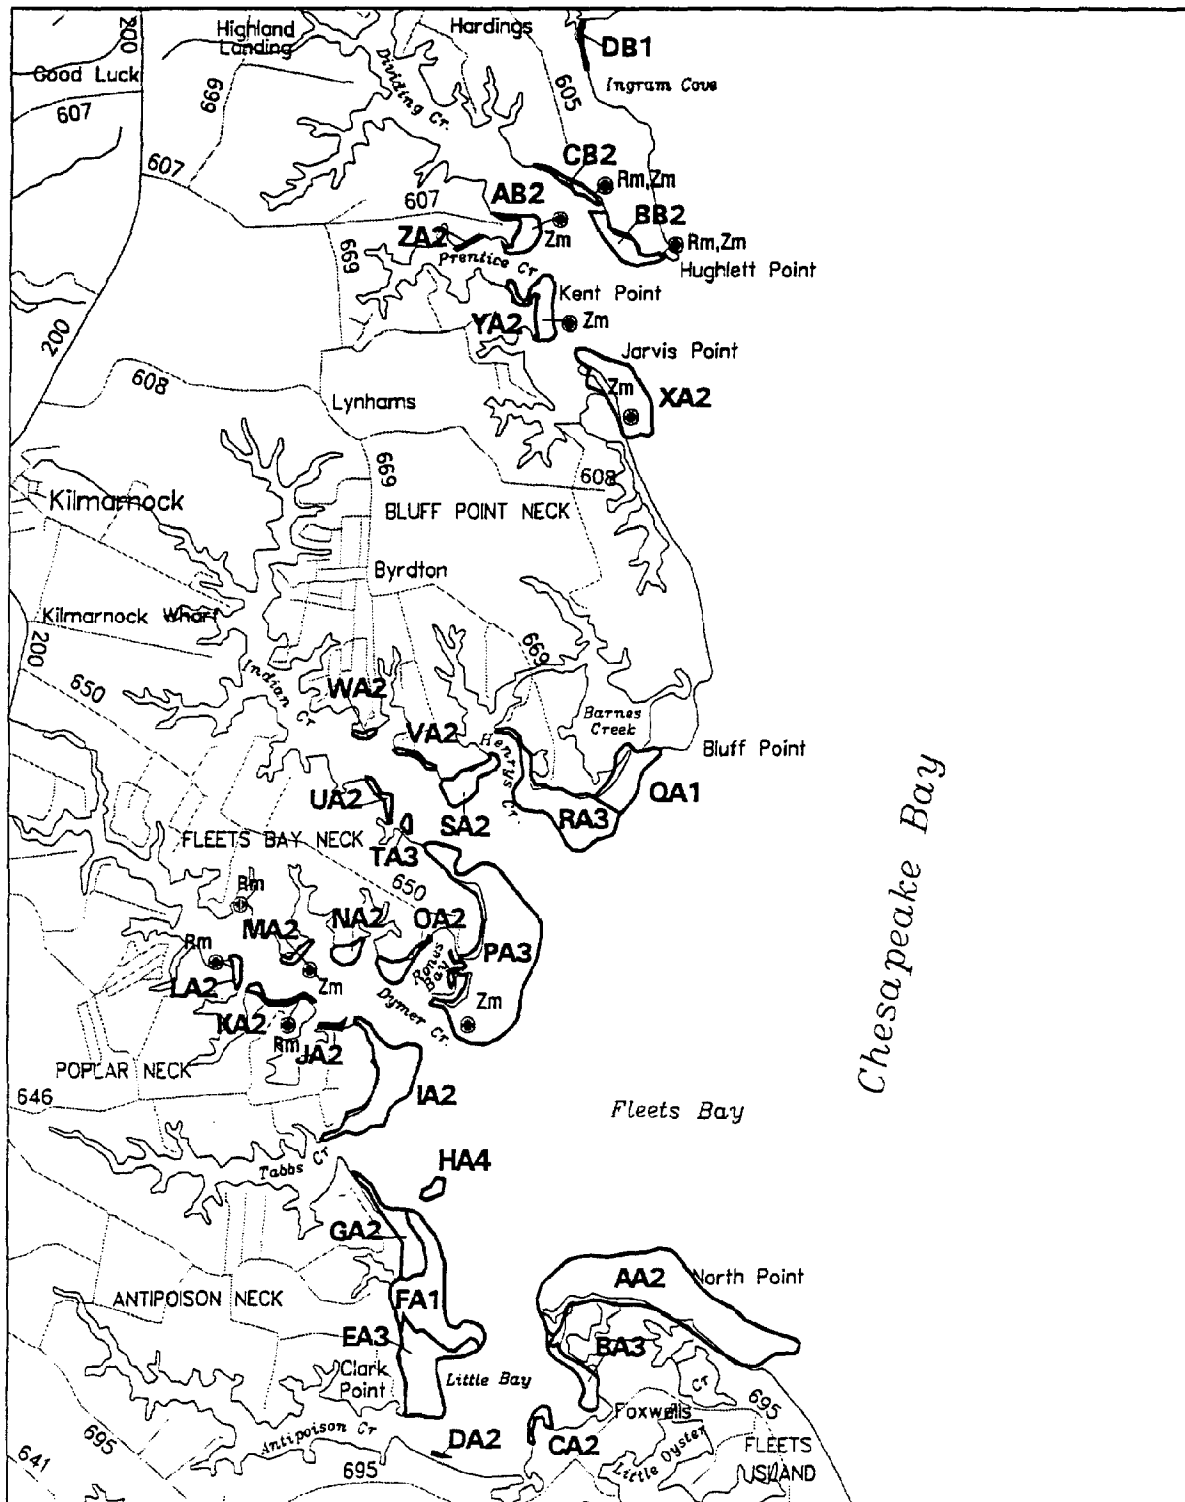 200
Highland
Landing
Hardings
DB1
Good Luck
Dividing Cr.
605
Ingram Cove
607
699
CB2
607
Rm,Zm
AB2
607
BB2
Zm
ZA2
Rm,Zm
669
Prentice Cr
Hughlett Point
Kent Point
YA2
Zm
200
Jarvis Point
608
Zm
XA2
Lynhams
669
608
Kilmarnock
BLUFF POINT NECK
Byrdton
Kilmarnock Wharf
200
669
Indian Cr
650
WA2
Barnes
Creek
VA2
Henrys Cr.
Bluff Point
Chesapeake Bay
UA2
QA1
SA2
RA3
FLEETS BAY NECK
TA3
650
Rm
MA2
NA2
OA2
Rm
PA3
LA2
Zm
Bay
Zm
Dymer Cr.
KA2
Rm
JA2
POPLAR NECK
646
IA2
Fleets Bay
Tabbs Cr
HA4
GA2
AA2
North Point
ANTIPOISON NECK
FA1
EA3
BA3
Clark
Point
Little Bay
Cr
695
Foxwells
Antipoison Cr
DA2
CA2
695
641
695
Little Oyster
FLEETS
ISLAND